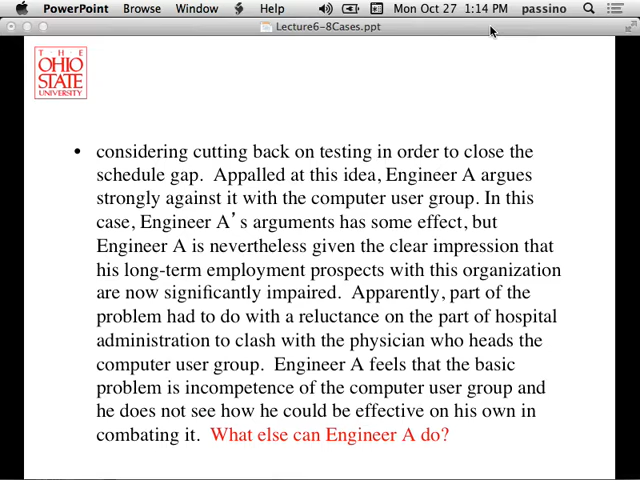 PowerPoint Browse Window Help Mon Oct 27 1:14 PM passino
Lecture6-8Cases.ppt
T·H·E
OHIO
STATE
UNIVERSITY
• considering cutting back on testing in order to close the
schedule gap. Appalled at this idea, Engineer A argues
strongly against it with the computer user group. In this
case, Engineer A’s arguments has some effect, but
Engineer A is nevertheless given the clear impression that
his long-term employment prospects with this organization
are now significantly impaired. Apparently, part of the
problem had to do with a reluctance on the part of hospital
administration to clash with the physician who heads the
computer user group. Engineer A feels that the basic
problem is incompetence of the computer user group and
he does not see how he could be effective on his own in
combating it. What else can Engineer A do?